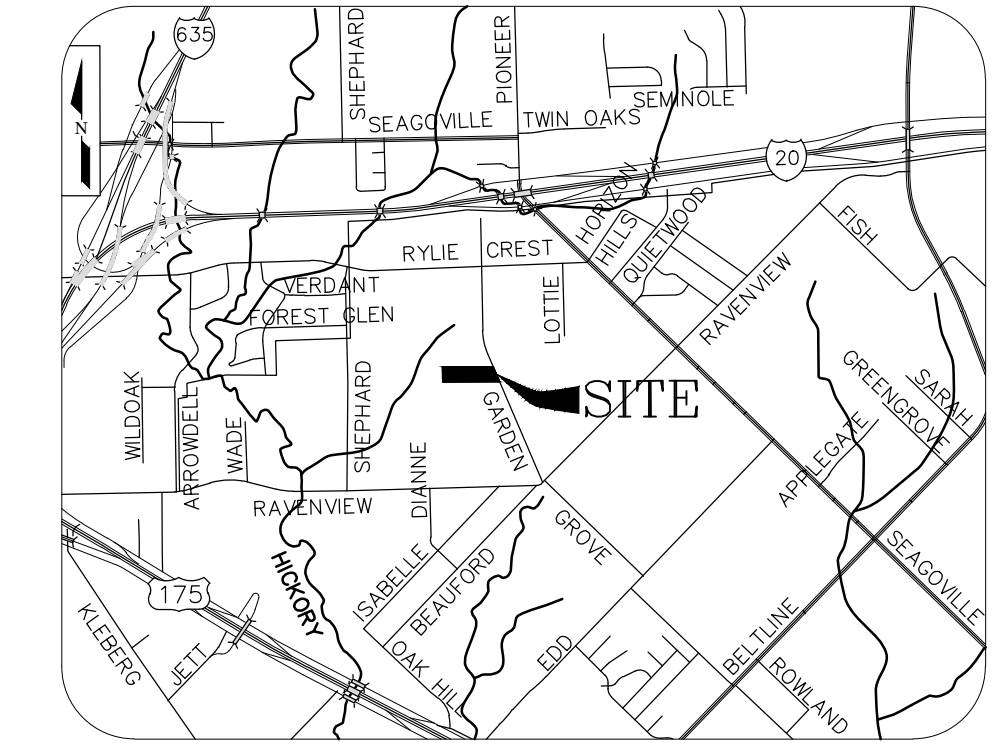 635
SHEPHARD
PIONEER
SEMINOLE
SEAGOVILLE
TWIN OAKS
N
20
HORIZON
HILLS
QUIETWOOD
FISH
RYLIE CREST
VERDANT
RAVENVIEW
FOREST GLEN
LOTTIE
WILDOAK
ARROWDELL
WADE
SHEPHARD
SITE
GARDEN
GREENGROVE
SARAH
APPLEGATE
DIANNE
RAVENVIEW
GROVE
SEAGOVILLE
HICKORY
ISABELLE
BEAUFORD
175
KLEBERG
JETT
OAK HIL
EDD
BELTLINE
ROWLAND